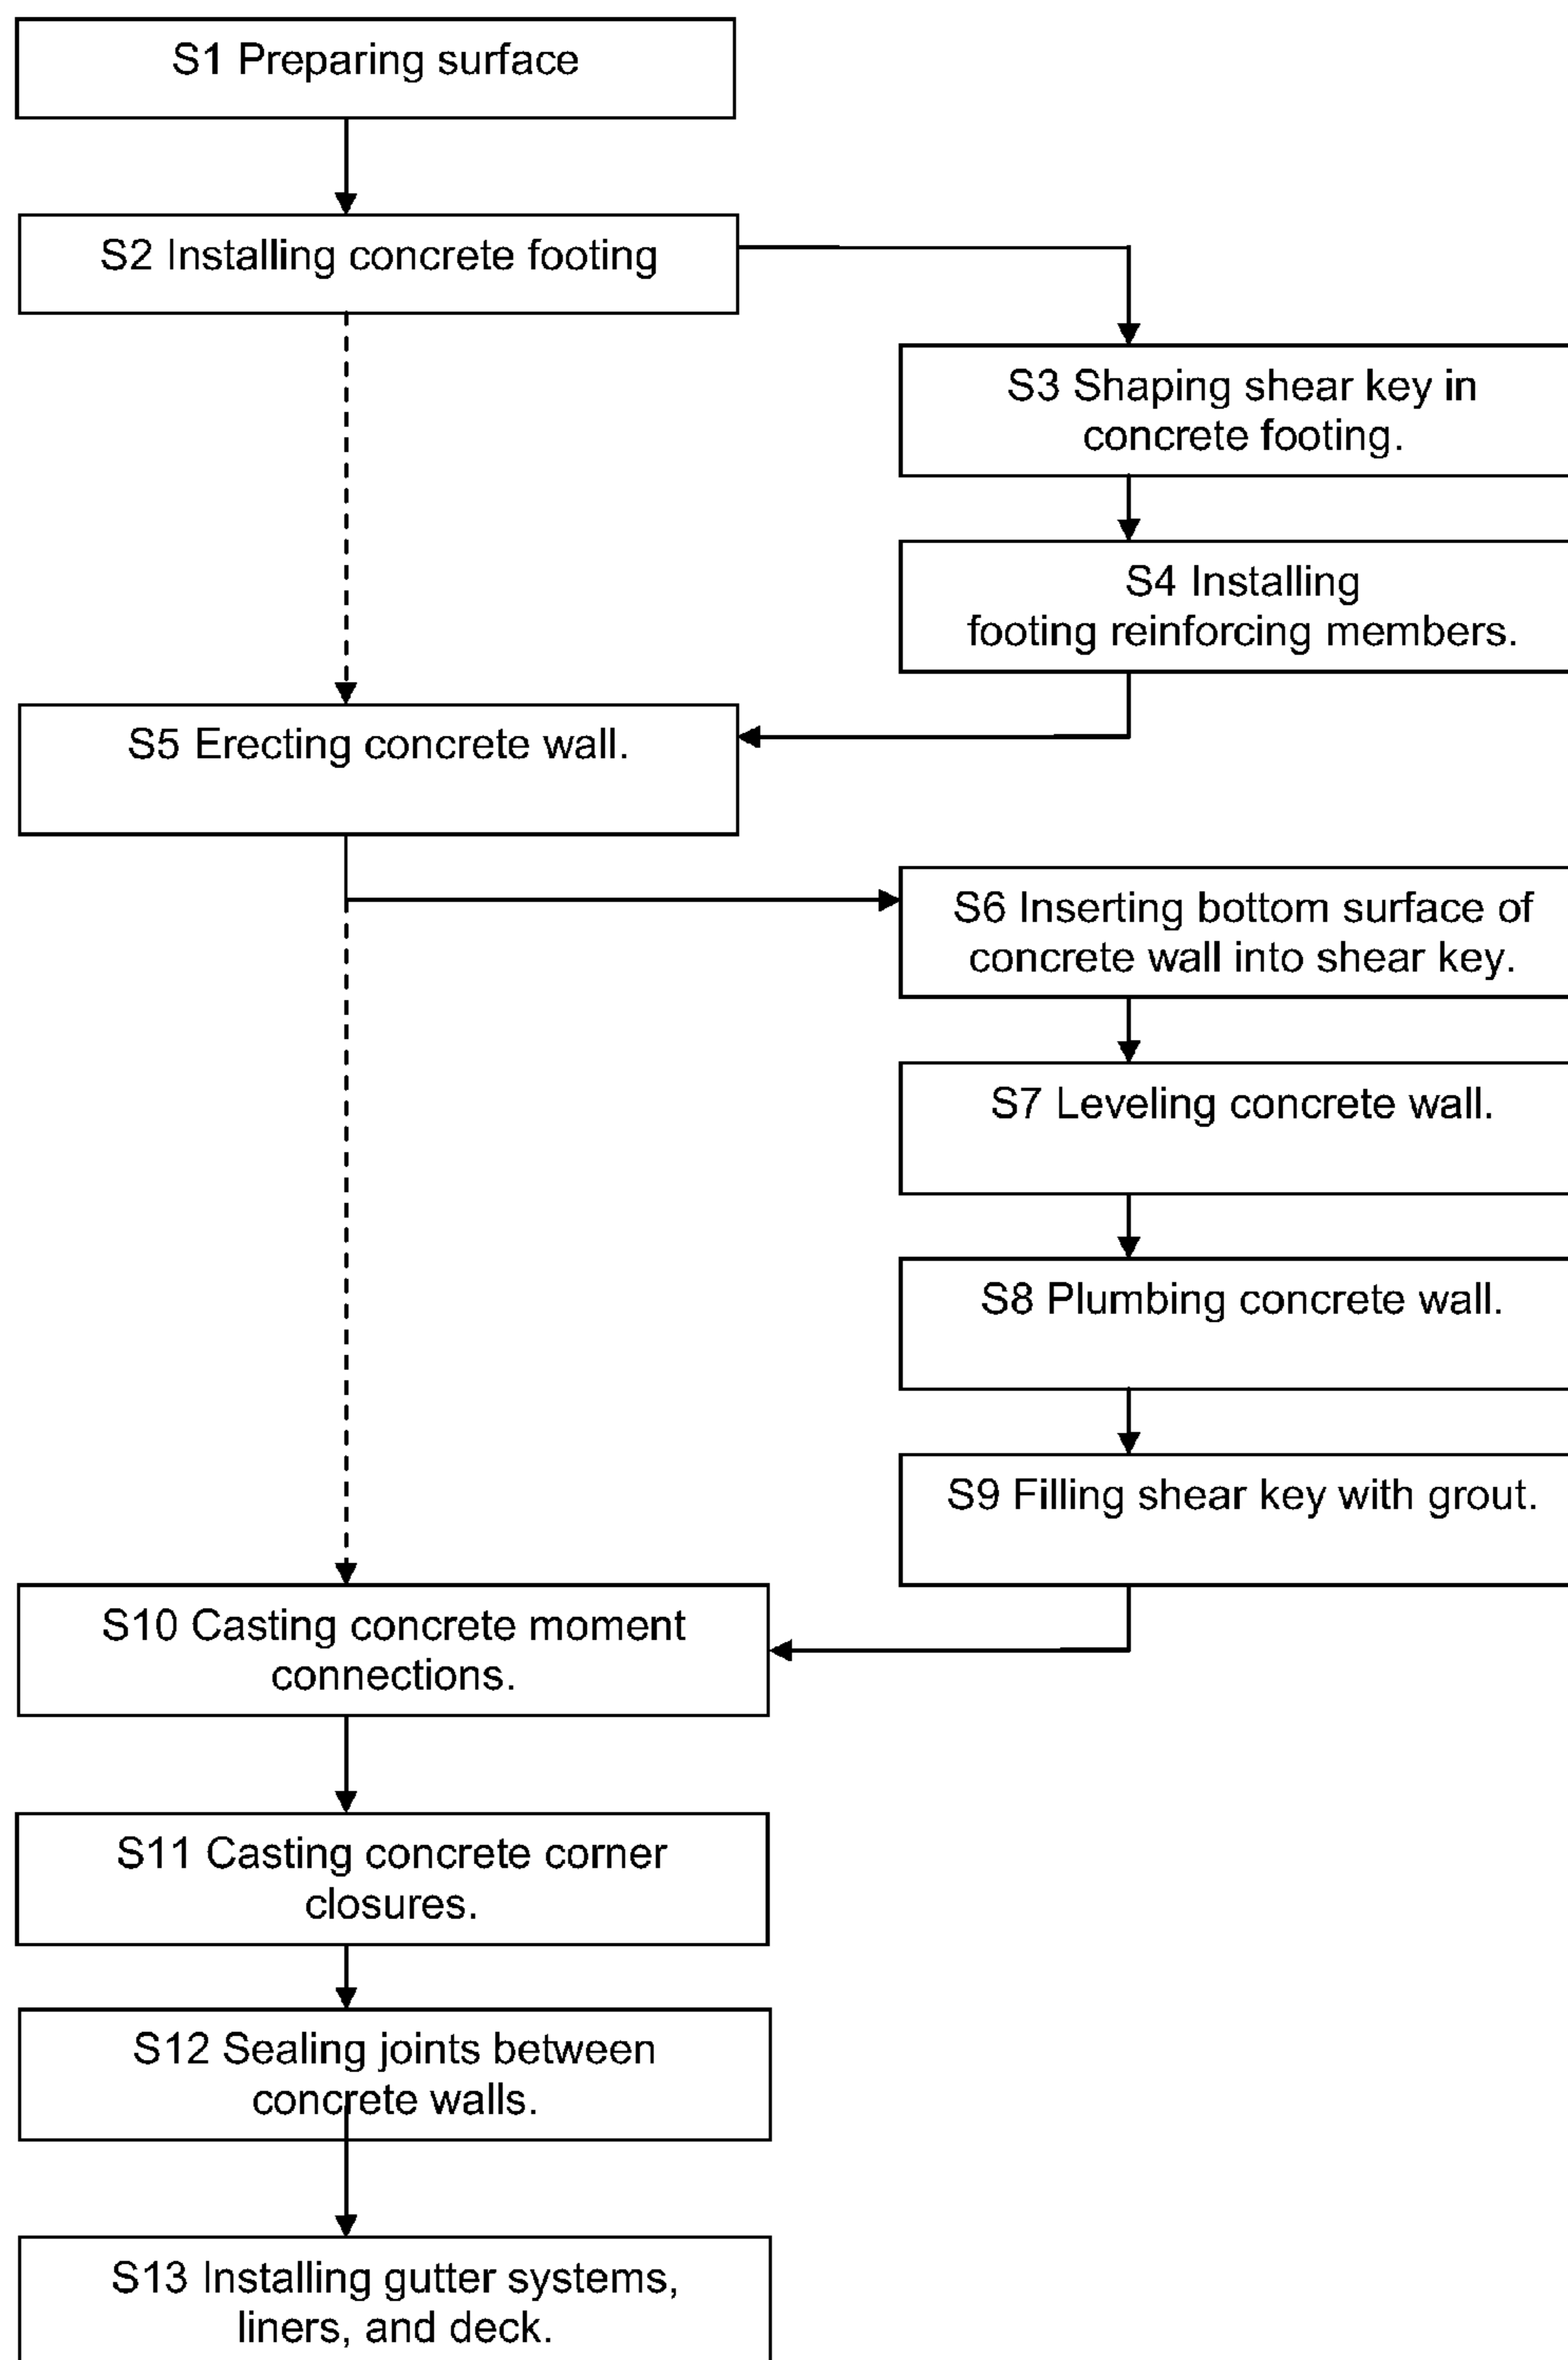 S1 Preparing surface
S2 Installing concrete footing
S3 Shaping shear key in
concrete footing.
S4 Installing
footing reinforcing members.
S5 Erecting concrete wall.
S6 Inserting bottom surface of
concrete wall into shear key.
S7 Leveling concrete wall.
S8 Plumbing concrete wall.
S9 Filling shear key with grout.
S10 Casting concrete moment
connections.
S11 Casting concrete corner
closures.
S12 Sealing joints between
concrete walls.
S13 Installing gutter systems,
liners, and deck.